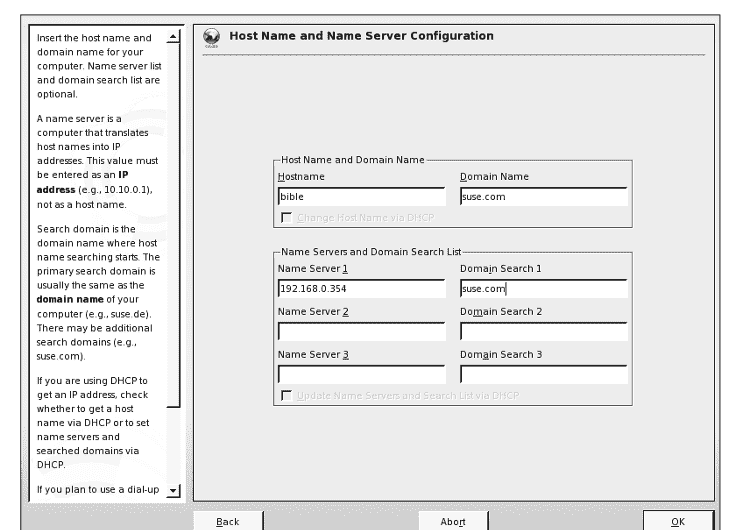 Insert the host name and
domain name for your
computer. Name server list
and domain search list are
optional.
A name server is a
computer that translates
host names into IP
addresses. This value must
be entered as an IP
address (e.g., 10.10.0.1),
not as a host name.
Search domain is the
domain name where host
name searching starts. The
primary search domain is
usually the same as the
domain name of your
computer (e.g., suse.de).
There may be additional
search domains (e.g.,
suse.com).
If you are using DHCP to
get an IP address, check
whether to get a host
name via DHCP or to set
name servers and
searched domains via
DHCP.
If you plan to use a dial-up
Host Name and Name Server Configuration
Host Name and Domain Name
Hostname Domain Name
bible suse.com
Change Host Name via DHCP
Name Servers and Domain Search List
Name Server 1 Domain Search 1
192.168.0.354 suse.com
Name Server 2 Domain Search 2
Name Server 3 Domain Search 3
Update Name Servers and Search List via DHCP
Back Abort OK